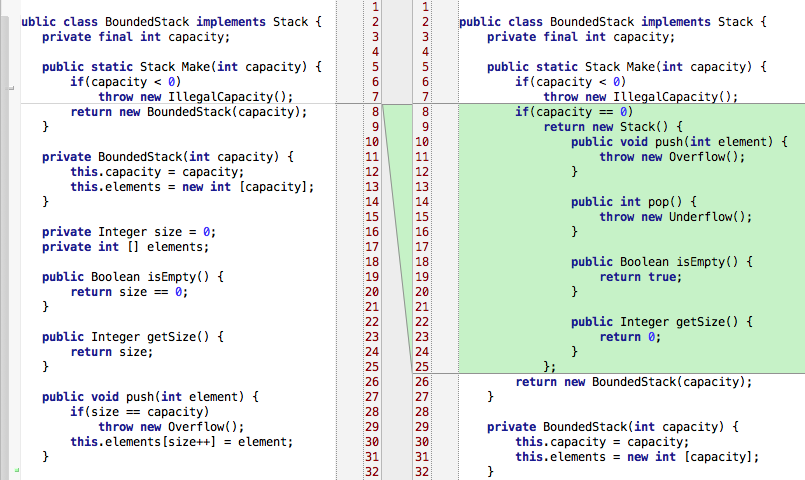 ublic class BoundedStack implements Stack {
private final int capacity;
public static Stack Make(int capacity) {
if(capacity < 0)
throw new IllegalCapacity();
return new BoundedStack(capacity);
}
private BoundedStack(int capacity) {
this.capacity = capacity;
this.elements = new int [capacity];
}
private Integer size = 0;
private int [] elements;
public Boolean isEmpty() {
return size == 0;
}
public Integer getSize() {
return size;
}
public void push(int element) {
if(size == capacity)
throw new Overflow();
this.elements[size++] = element;
}
1
2
3
4
5
6
7
8
9
10
11
12
13
14
15
16
17
18
19
20
21
22
23
24
25
26
27
28
29
30
31
32
1
2
3
4
5
6
7
8
9
10
11
12
13
14
15
16
17
18
19
20
21
22
23
24
25
26
27
28
29
30
31
32
ublic class BoundedStack implements Stack {
private final int capacity;
public static Stack Make(int capacity) {
if(capacity < 0)
throw new IllegalCapacity();
if(capacity == 0)
return new Stack() {
public void push(int element) {
throw new Overflow();
}
public int pop() {
throw new Underflow();
}
public Boolean isEmpty() {
return true;
}
public Integer getSize() {
return 0;
}
};
return new BoundedStack(capacity);
}
private BoundedStack(int capacity) {
this.capacity = capacity;
this.elements = new int [capacity];
}